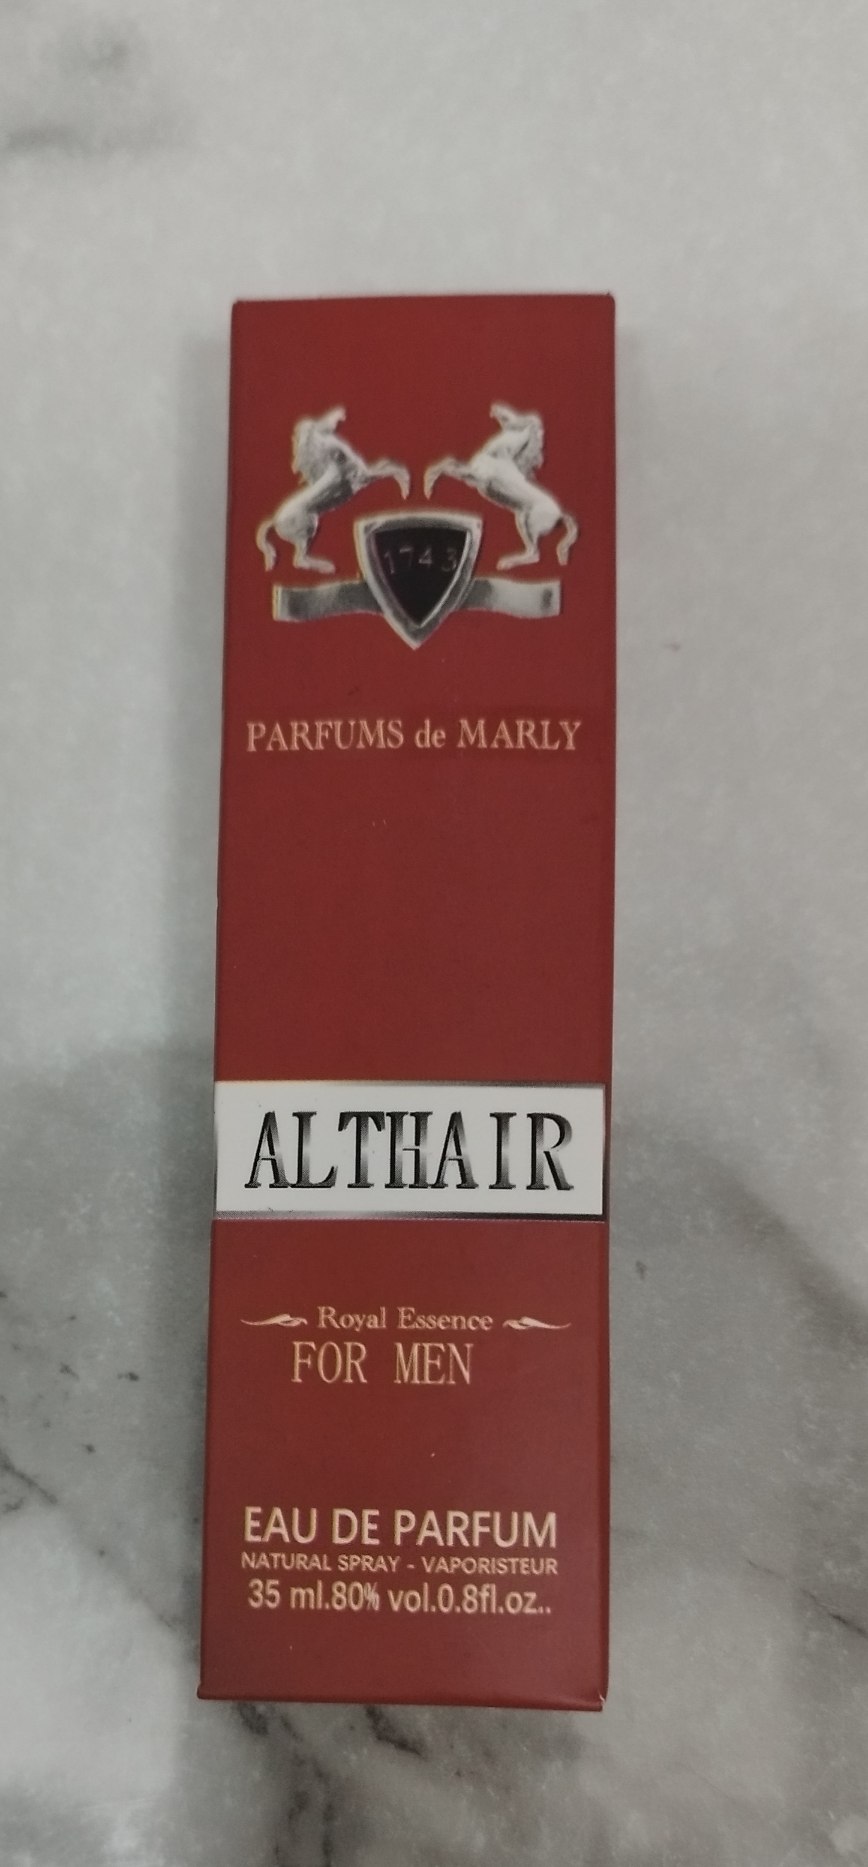 1743
PARFUMS de MARLY
ALTHAIR
Royal Essence
FOR MEN
EAU DE PARFUM
NATURAL SPRAY - VAPORISTEUR
35 ml.80% vol.0.8fl.oz..